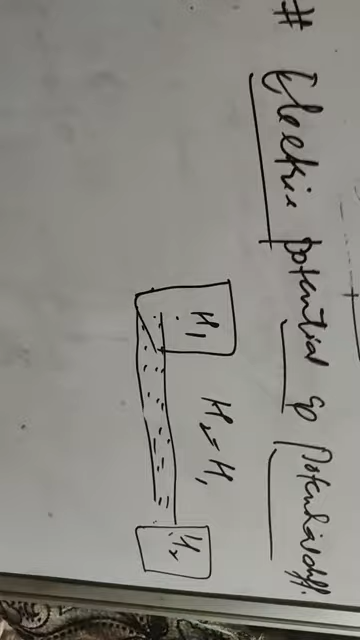 # Electric potential & Potential diff.
H₁
H₂ = H₁
H₂